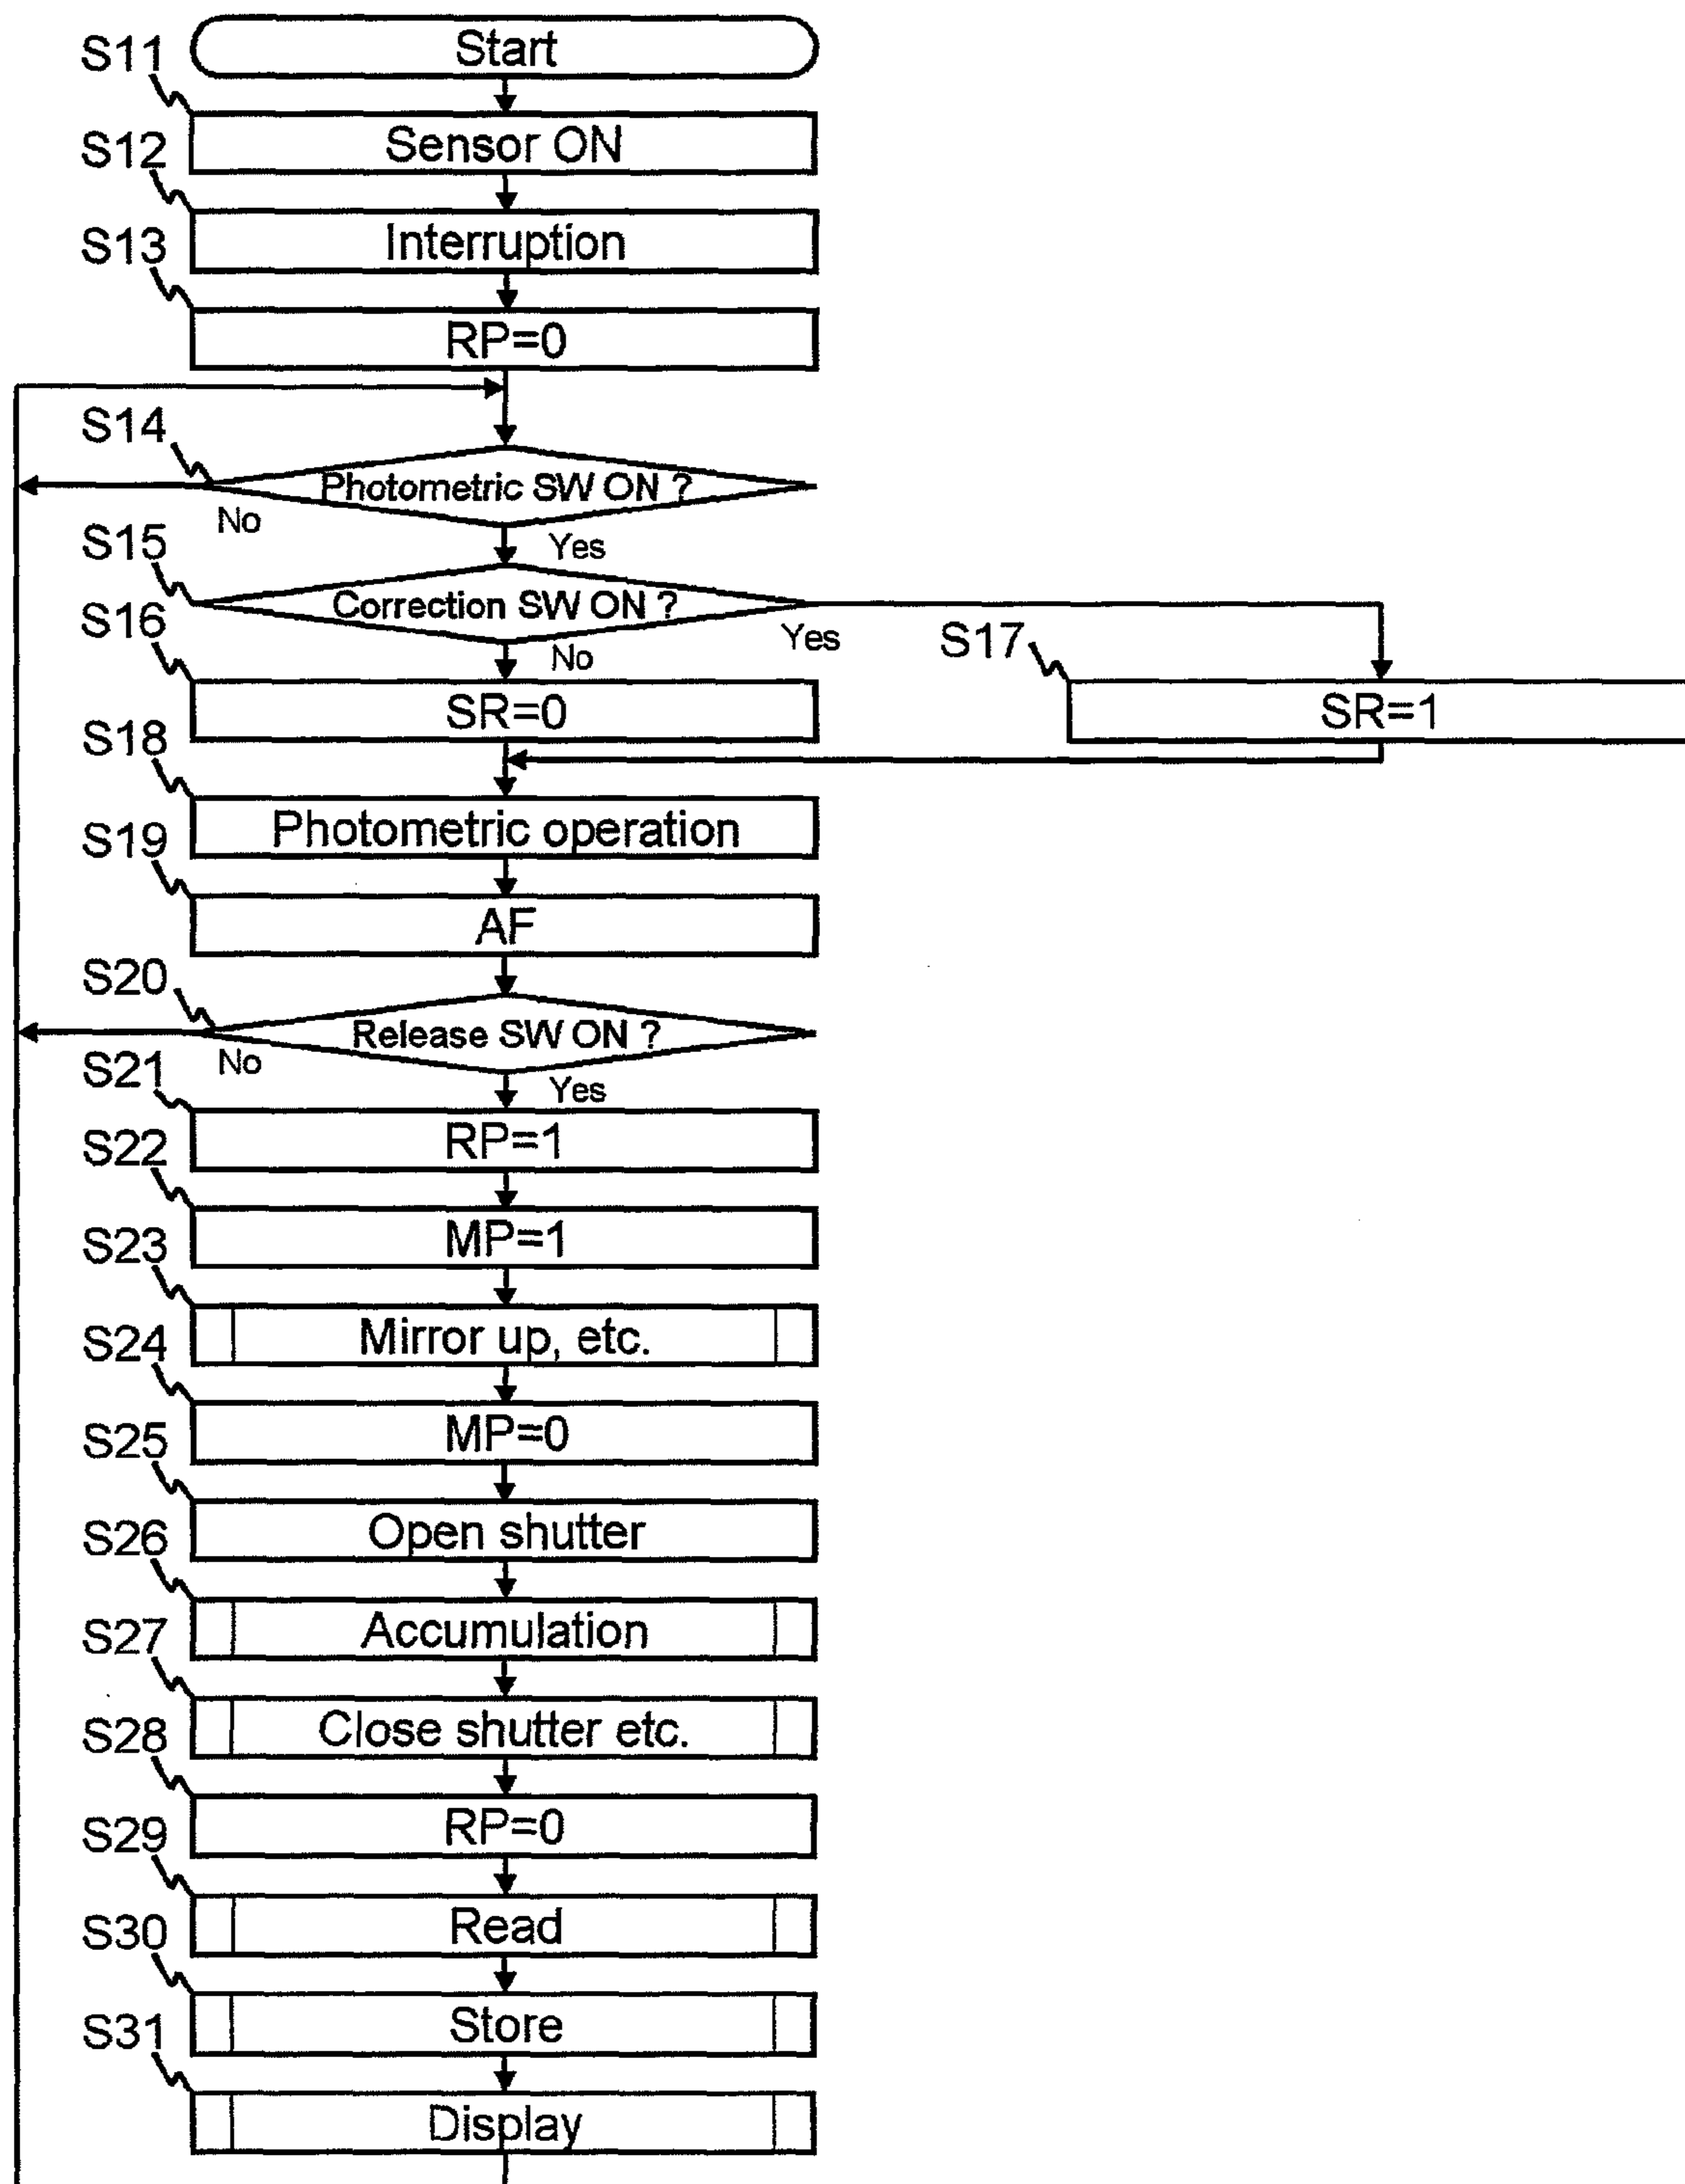 Start
S11
Sensor ON
S12
Interruption
S13
RP=0
S14
Photometric SW ON ?
No
Yes
S15
Correction SW ON ?
Yes
No
S16
SR=0
S17
SR=1
S18
Photometric operation
S19
AF
S20
Release SW ON ?
No
Yes
S21
RP=1
S22
MP=1
S23
Mirror up, etc.
S24
MP=0
S25
Open shutter
S26
Accumulation
S27
Close shutter etc.
S28
RP=0
S29
Read
S30
Store
S31
Display